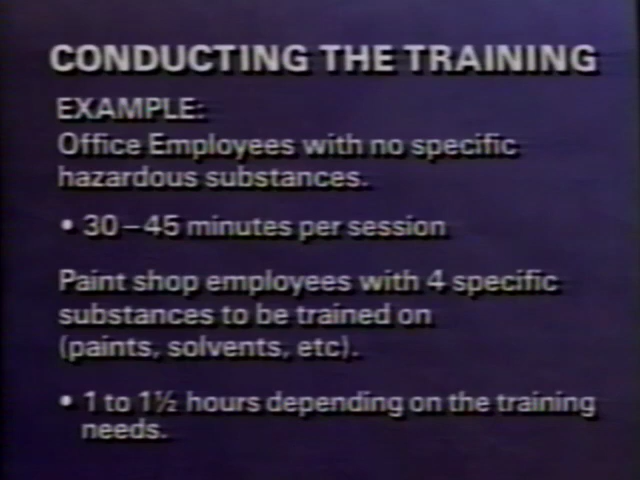 CONDUCTING THE TRAINING
EXAMPLE:
Office Employees with no specific
hazardous substances.
• 30 – 45 minutes per session
Paint shop employees with 4 specific
substances to be trained on
(paints, solvents, etc).
• 1 to 1½ hours depending on the training
needs.